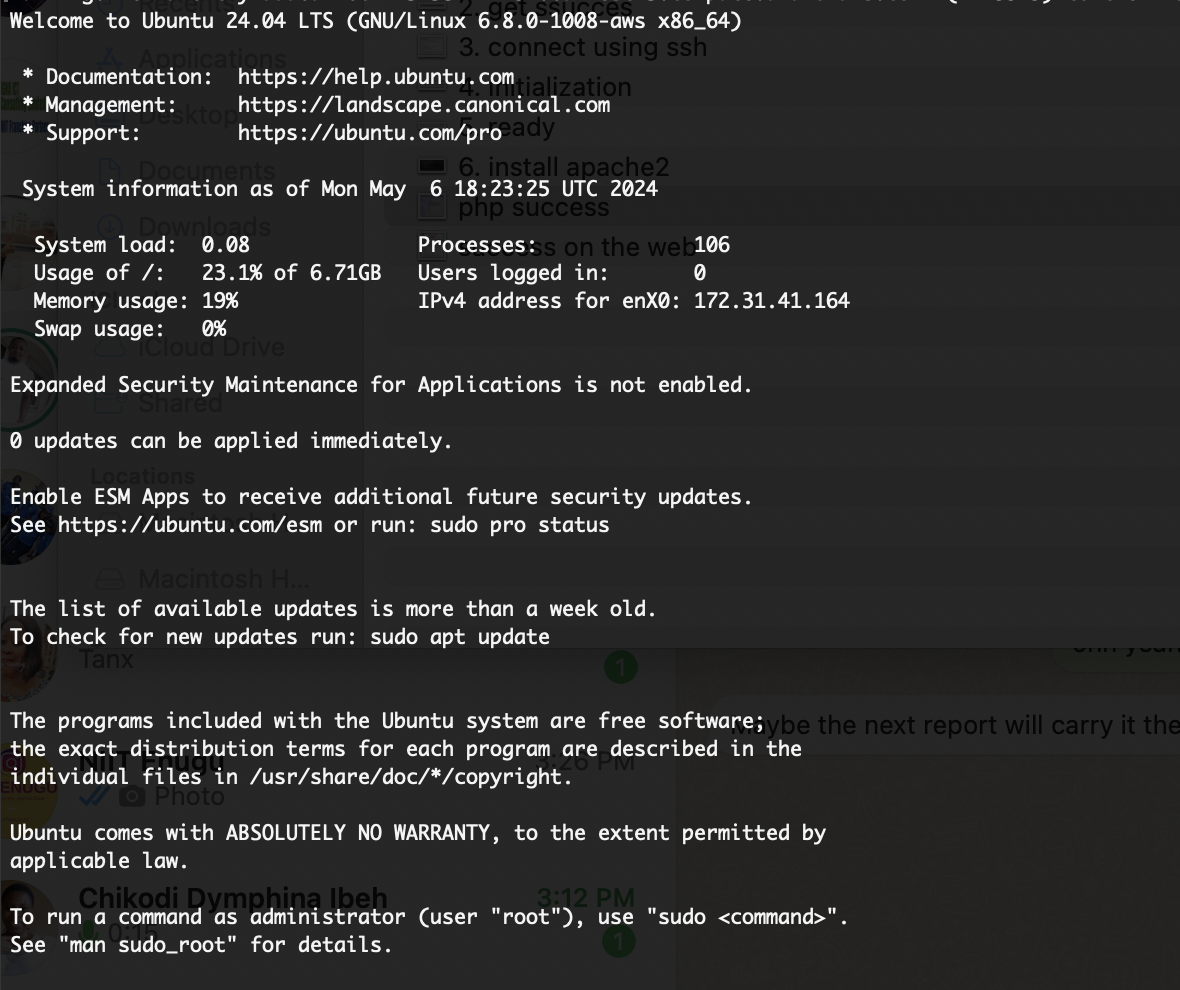 Welcome to Ubuntu 24.04 LTS (GNU/Linux 6.8.0-1008-aws x86_64)
* Documentation: https://help.ubuntu.com
* Management: https://landscape.canonical.com
* Support: https://ubuntu.com/pro
System information as of Mon May 6 18:23:25 UTC 2024
System load: 0.08 Processes: 106
Usage of /: 23.1% of 6.71GB Users logged in: 0
Memory usage: 19% IPv4 address for enX0: 172.31.41.164
Swap usage: 0%
Expanded Security Maintenance for Applications is not enabled.
0 updates can be applied immediately.
Enable ESM Apps to receive additional future security updates.
See https://ubuntu.com/esm or run: sudo pro status
The list of available updates is more than a week old.
To check for new updates run: sudo apt update
The programs included with the Ubuntu system are free software;
the exact distribution terms for each program are described in the
individual files in /usr/share/doc/*/copyright.
Ubuntu comes with ABSOLUTELY NO WARRANTY, to the extent permitted by
applicable law.
To run a command as administrator (user "root"), use "sudo <command>".
See "man sudo_root" for details.
Recents
Applications
Desktop
Documents
Downloads
iCloud Drive
Shared
Locations
Macintosh H...
2. get ssucces
3. connect using ssh
4. initialization
5. ready
6. install apache2
php success
success on the web
Tanx
1
NIIT Enugu
3:26 PM
Photo
Chikodi Dymphina Ibeh
3:12 PM
0:15
1
Maybe the next report will carry it
ENUGU